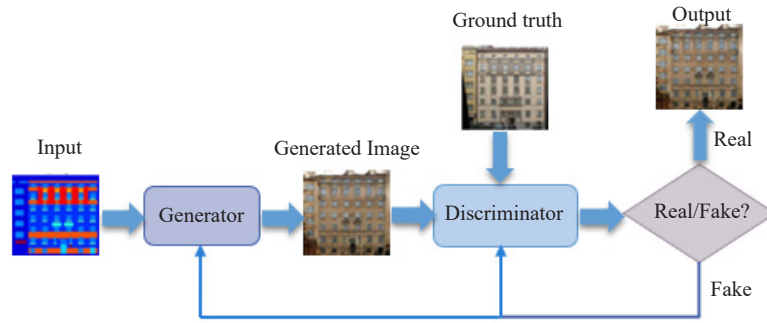 Ground truth
Output
Input
Generated Image
Real
Generator
Discriminator
Real/Fake?
Fake